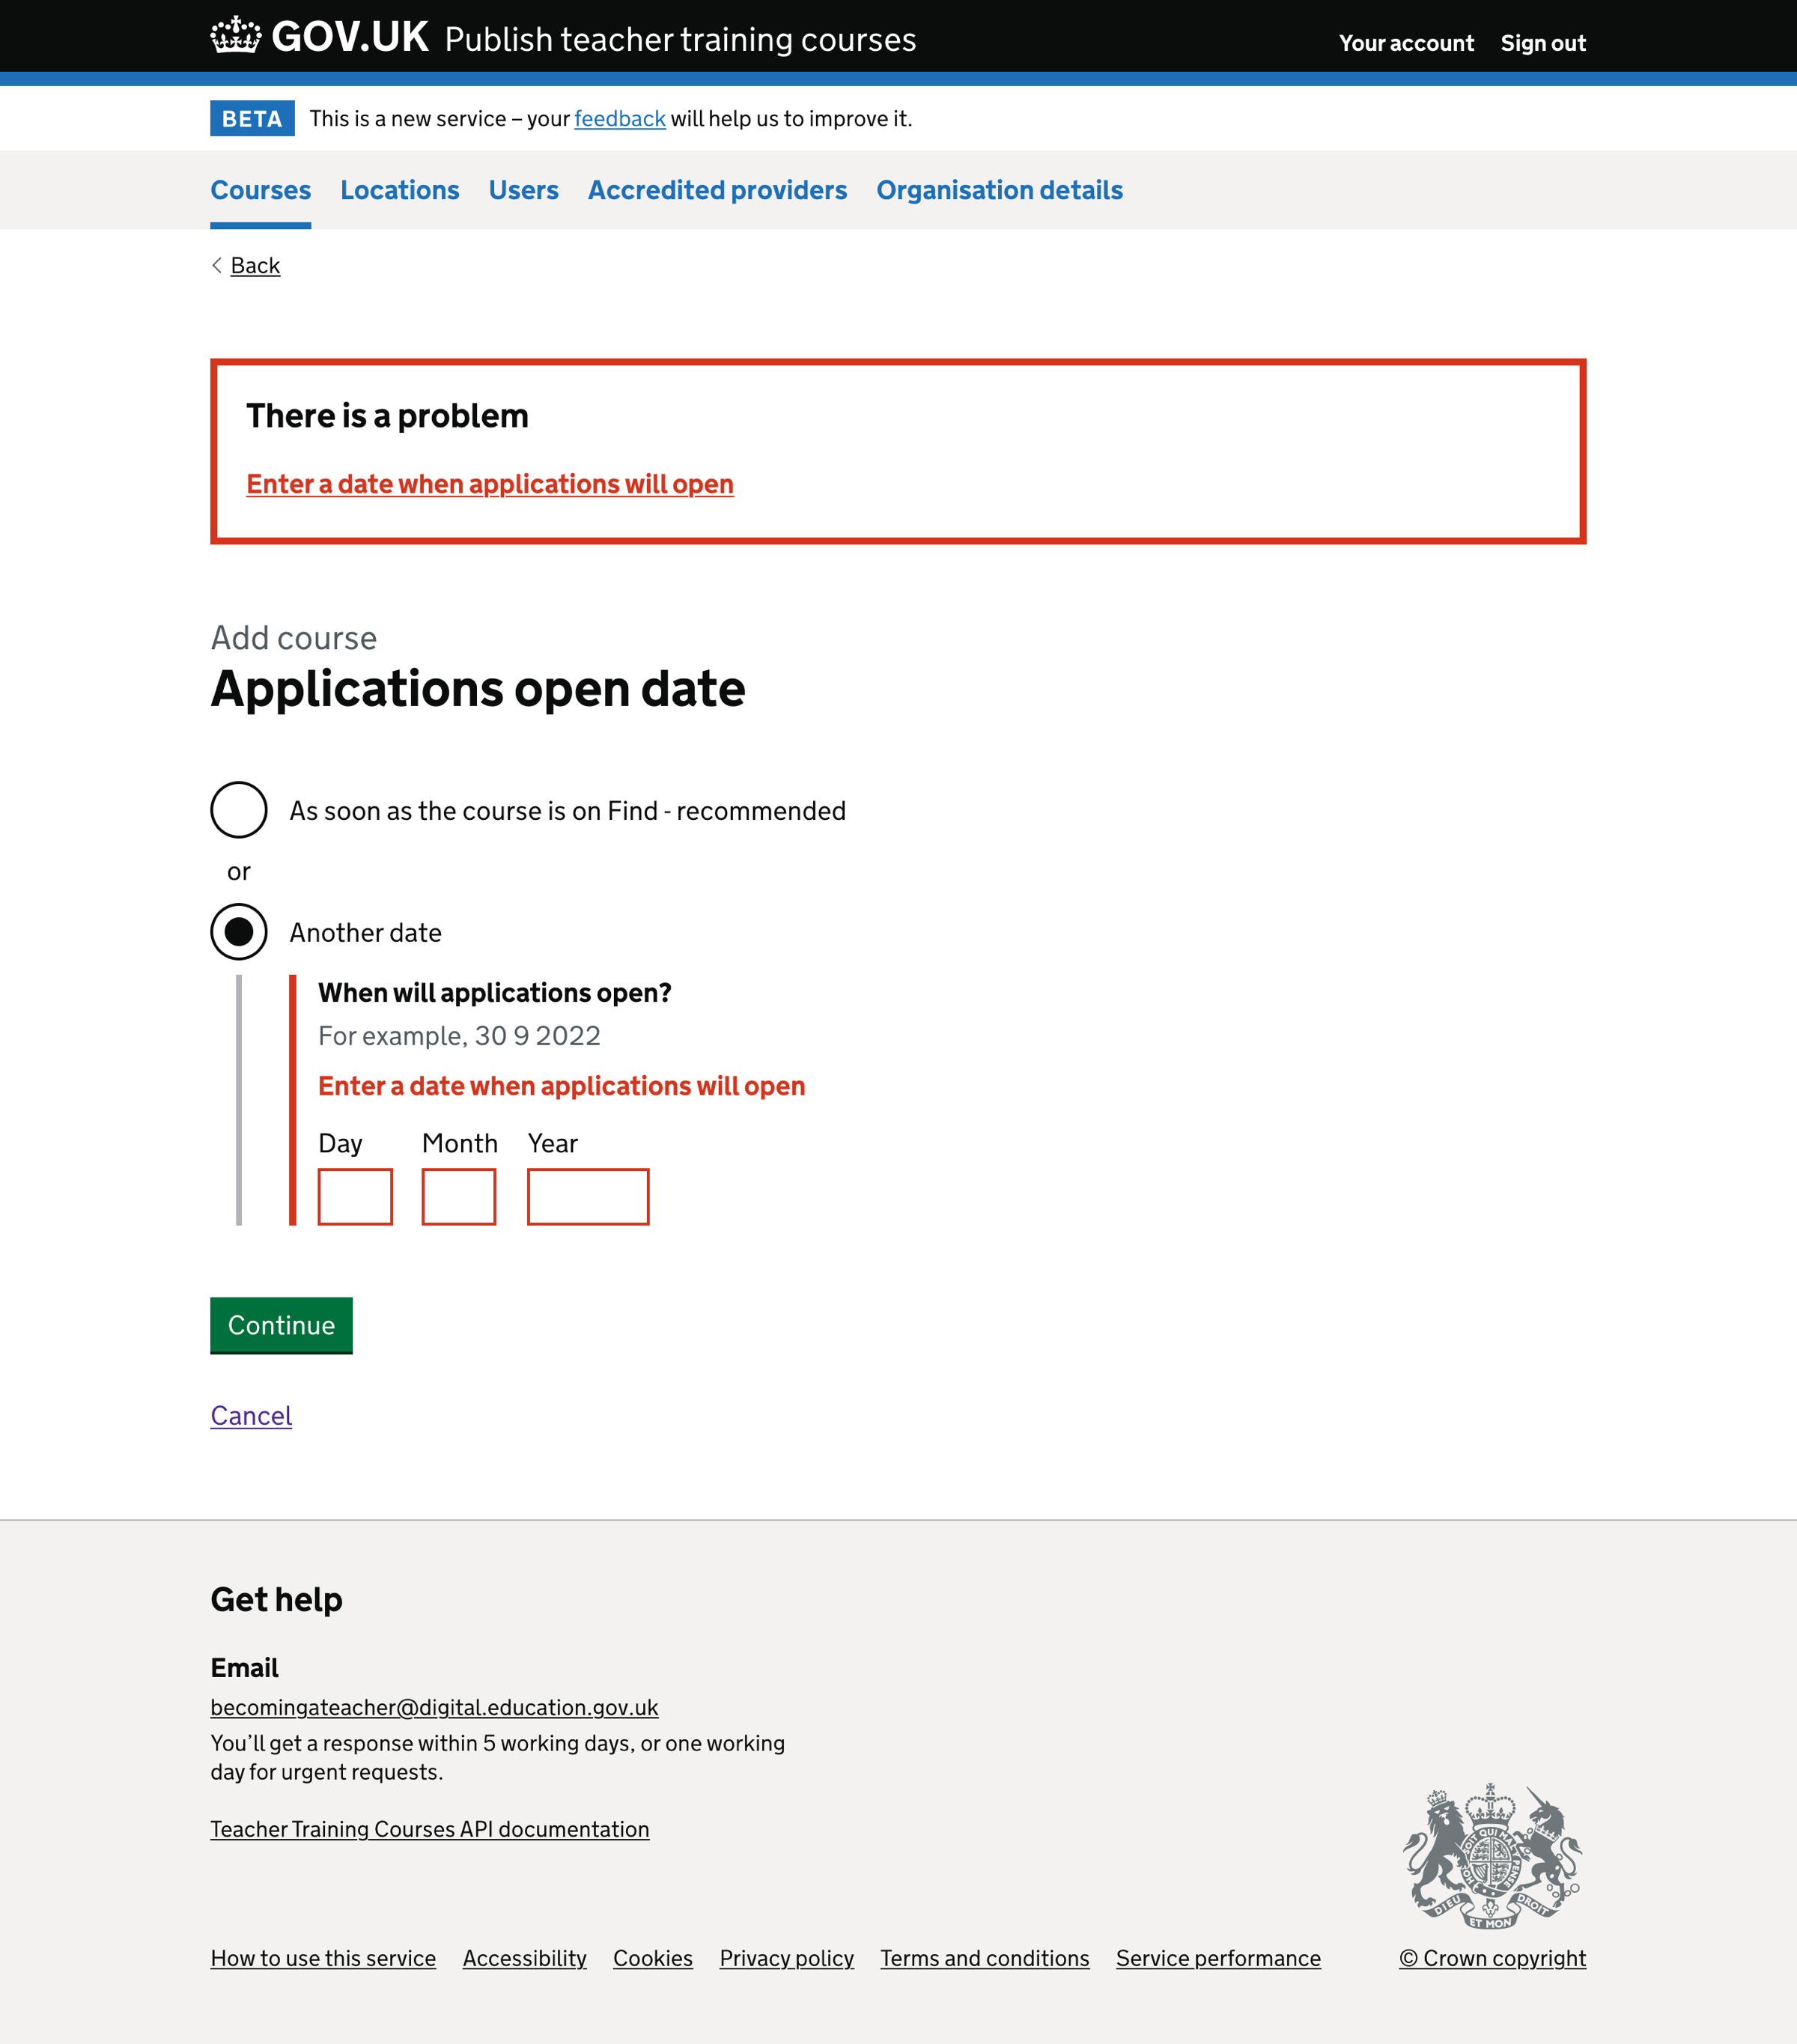 GOV.UK Publish teacher training courses
Your account Sign out
BETA This is a new service – your feedback will help us to improve it.
Courses Locations Users Accredited providers Organisation details
Back
There is a problem
Enter a date when applications will open
Add course
Applications open date
As soon as the course is on Find - recommended
or
Another date
When will applications open?
For example, 30 9 2022
Enter a date when applications will open
Day Month Year
Continue
Cancel
Get help
Email
becomingateacher@digital.education.gov.uk
You’ll get a response within 5 working days, or one working
day for urgent requests.
Teacher Training Courses API documentation
DIEU ET MON DROIT
How to use this service Accessibility Cookies Privacy policy Terms and conditions Service performance © Crown copyright